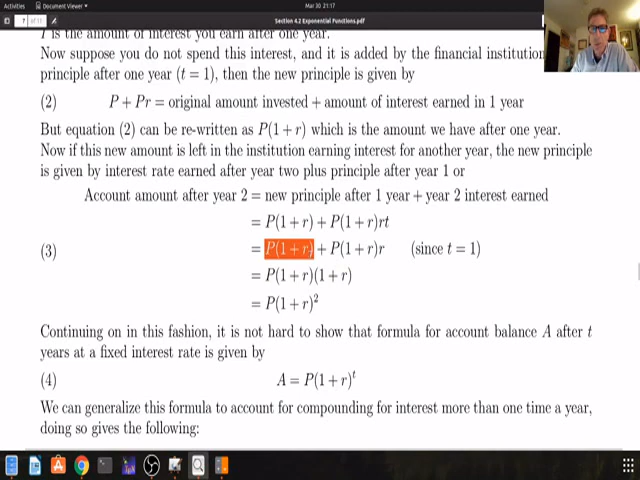 Activities Document Viewer Mar 30 21:17
7 of 11 Section 4.2 Exponential Functions.pdf
I is the amount of interest you earn after one year.
Now suppose you do not spend this interest, and it is added by the financial institution
principle after one year (t = 1), then the new principle is given by
(2) P + Pr = original amount invested + amount of interest earned in 1 year
But equation (2) can be re-written as P(1 + r) which is the amount we have after one year.
Now if this new amount is left in the institution earning interest for another year, the new principle
is given by interest rate earned after year two plus principle after year 1 or
Account amount after year 2 = new principle after 1 year + year 2 interest earned
= P(1 + r) + P(1 + r)rt
(3) = P(1 + r) + P(1 + r)r (since t = 1)
= P(1 + r)(1 + r)
= P(1 + r)²
Continuing on in this fashion, it is not hard to show that formula for account balance A after t
years at a fixed interest rate is given by
(4) A = P(1 + r)ᵗ
We can generalize this formula to account for compounding for interest more than one time a year,
doing so gives the following: